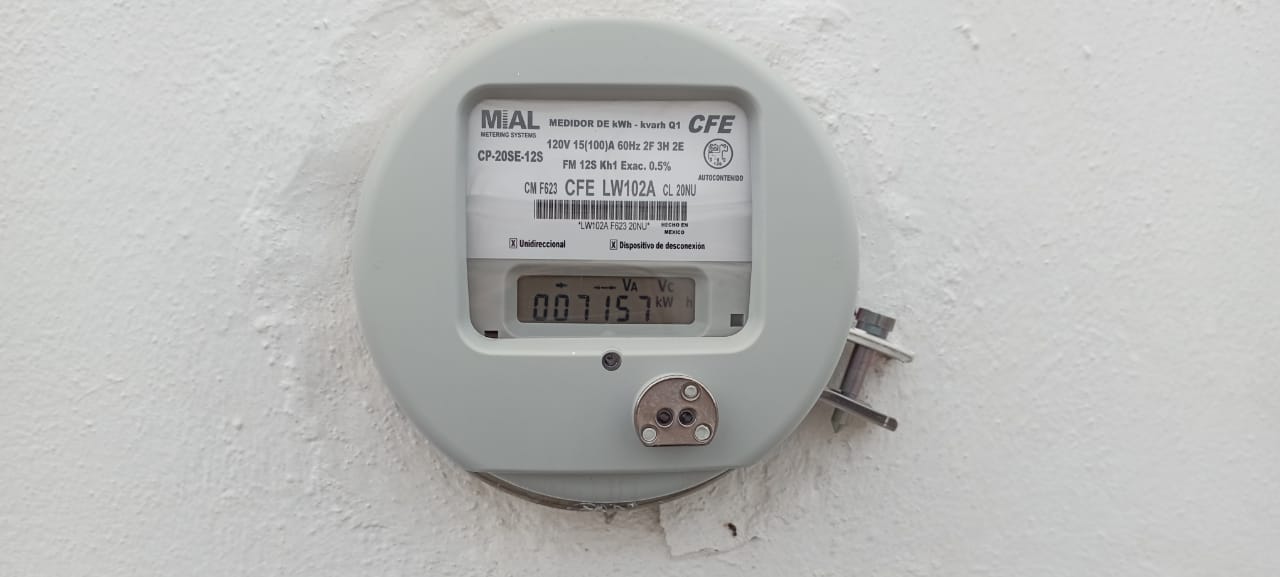 MIAL MEDIDOR DE kWh - kvarh Q1 CFE
METERING SYSTEMS
120V 15(100)A 60Hz 2F 3H 2E
CP-20SE-12S
FM 12S Kh1 Exac. 0.5%
AUTOCONTENIDO
CM F623 CFE LW102A CL 20NU
*LW102A F623 20NU* HECHO EN
MEXICO
X Unidireccional X Dispositivo de desconexión
VA VC
007157 kW h